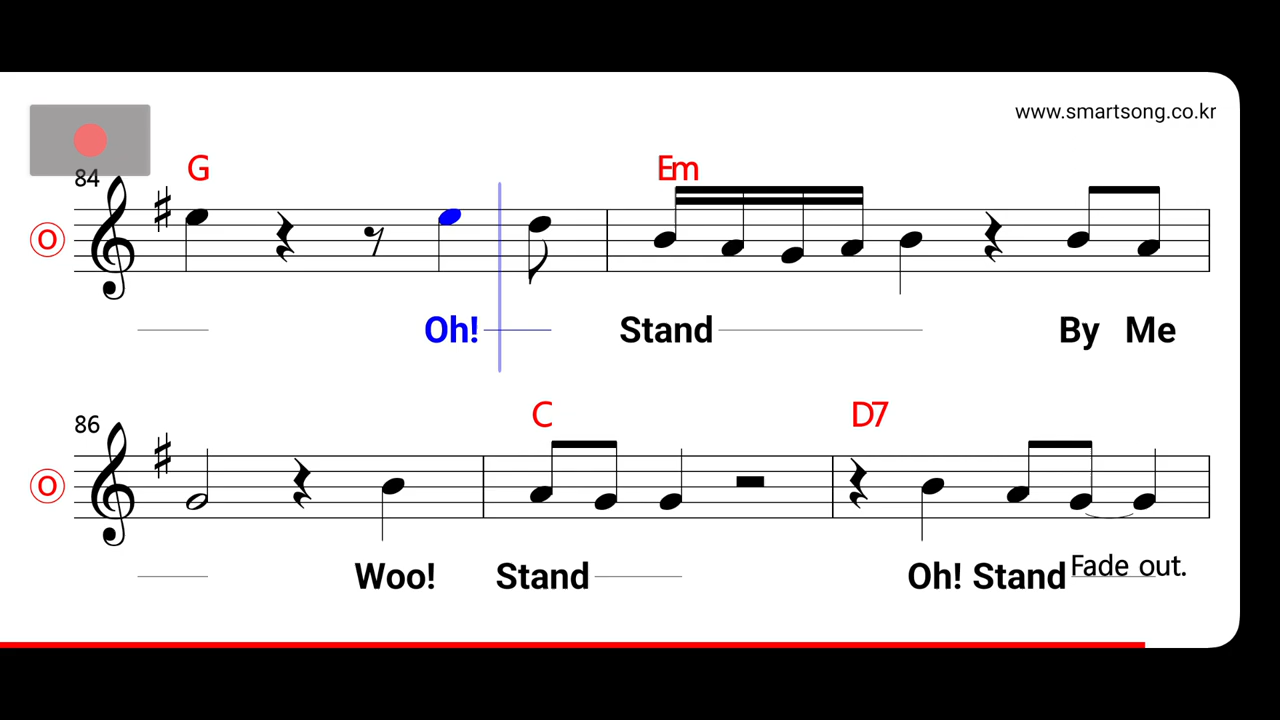 www.smartsong.co.kr
G Em
84
O
Oh! Stand By Me
C D7
86
O
Woo! Stand Oh! Stand Fade out.